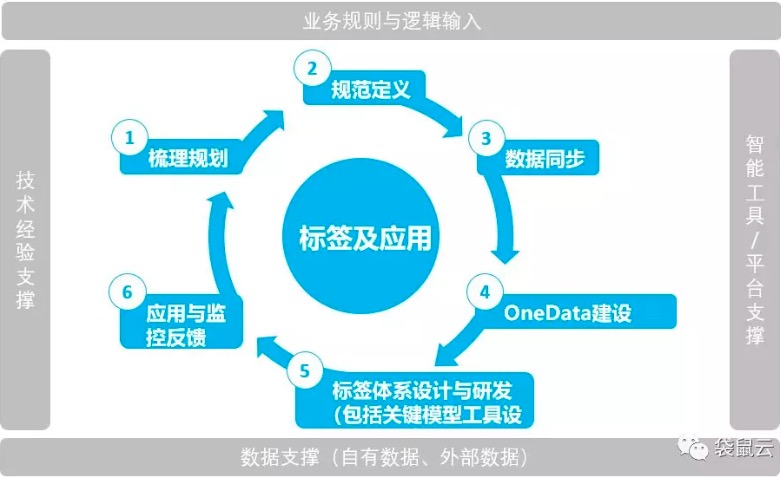 业务规则与逻辑输入
2
规范定义
1
梳理规划
3
数据同步
技术经验支撑
标签及应用
智能工具/平台支撑
6
应用与监
控反馈
4
OneData建设
5
标签体系设计与研发
（包括关键模型工具设
数据支撑（自有数据、外部数据）
袋鼠云